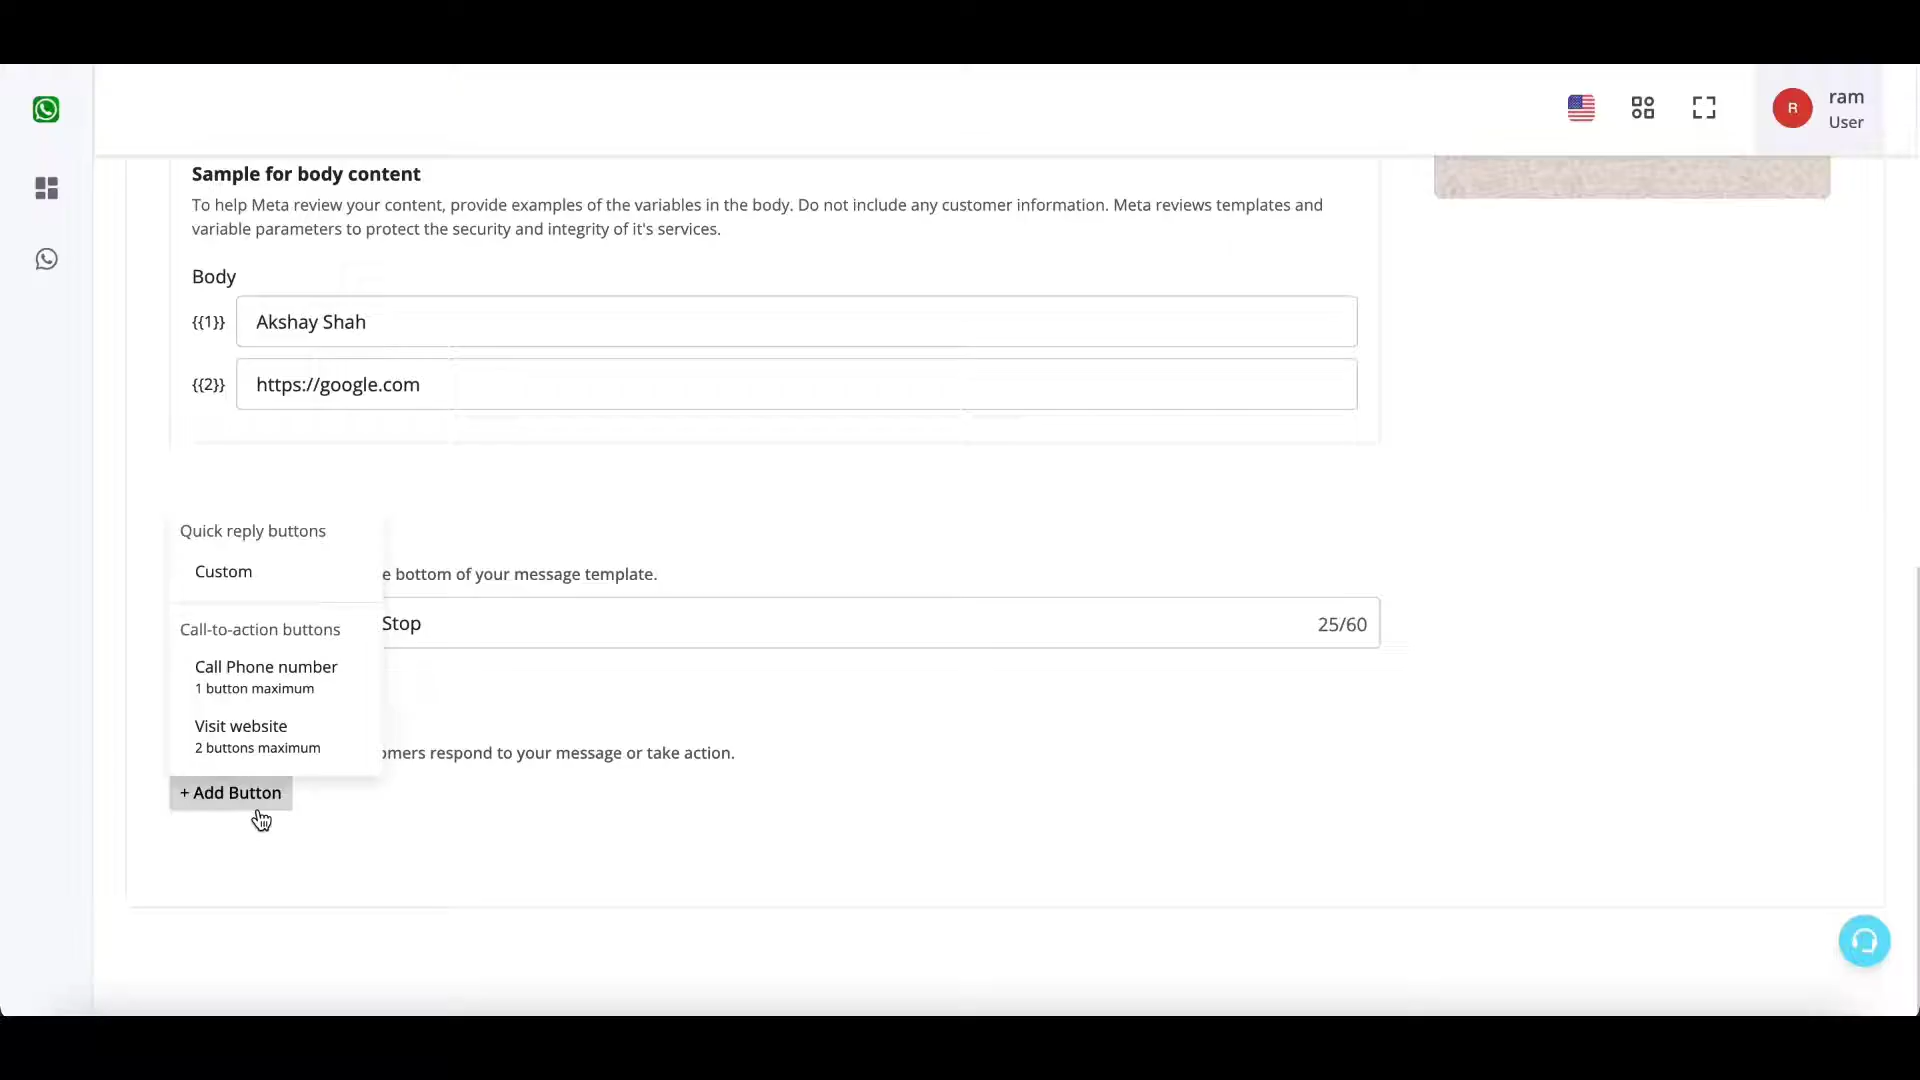 R
ram
User
Sample for body content
To help Meta review your content, provide examples of the variables in the body. Do not include any customer information. Meta reviews templates and
variable parameters to protect the security and integrity of it's services.
Body
{{1}} Akshay Shah
{{2}} https://google.com
Quick reply buttons
Custom
e bottom of your message template.
Stop 25/60
Call-to-action buttons
Call Phone number
1 button maximum
Visit website
2 buttons maximum
omers respond to your message or take action.
+ Add Button